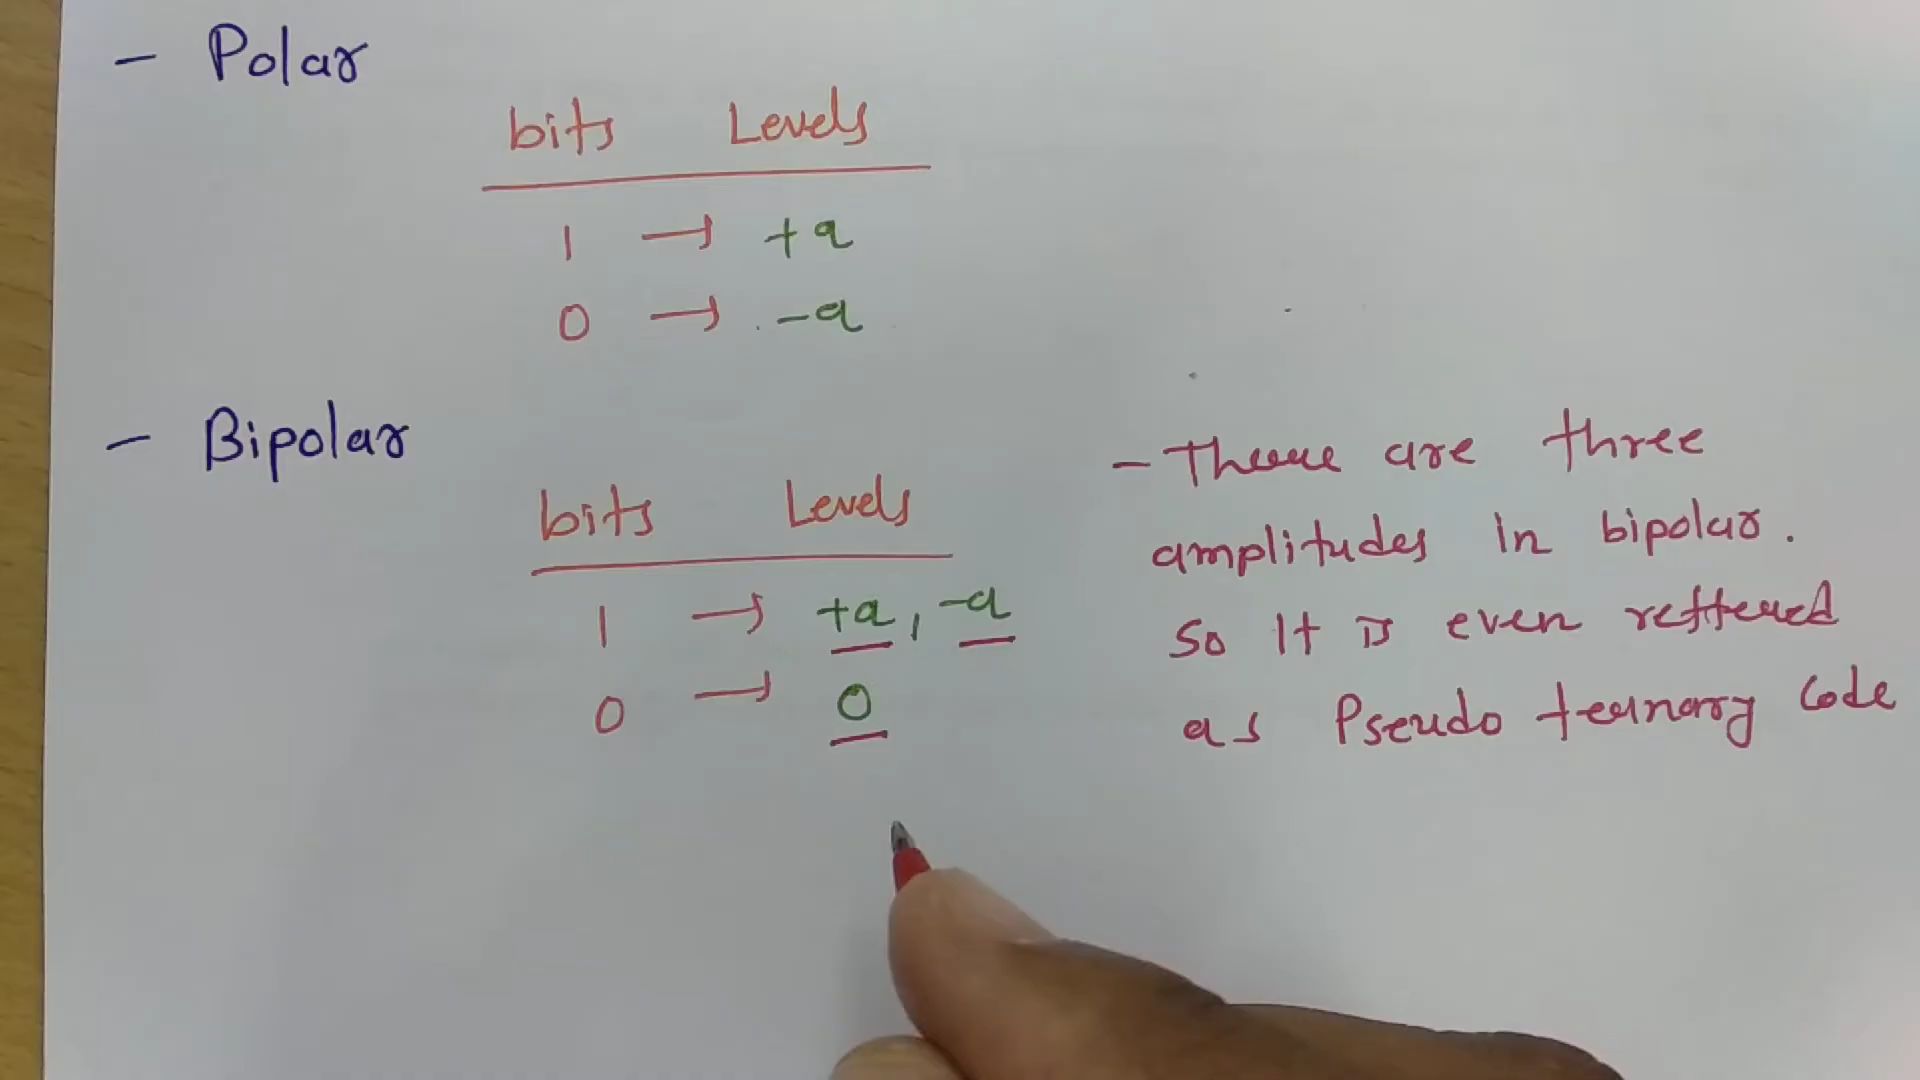 - Polar
bits Levels
1 → +a
0 → -a
- Bipolar
bits Levels
1 → +a, -a
0 → 0
- There are three
amplitudes in bipolar.
So It is even reffered
as Pseudo ternary Code